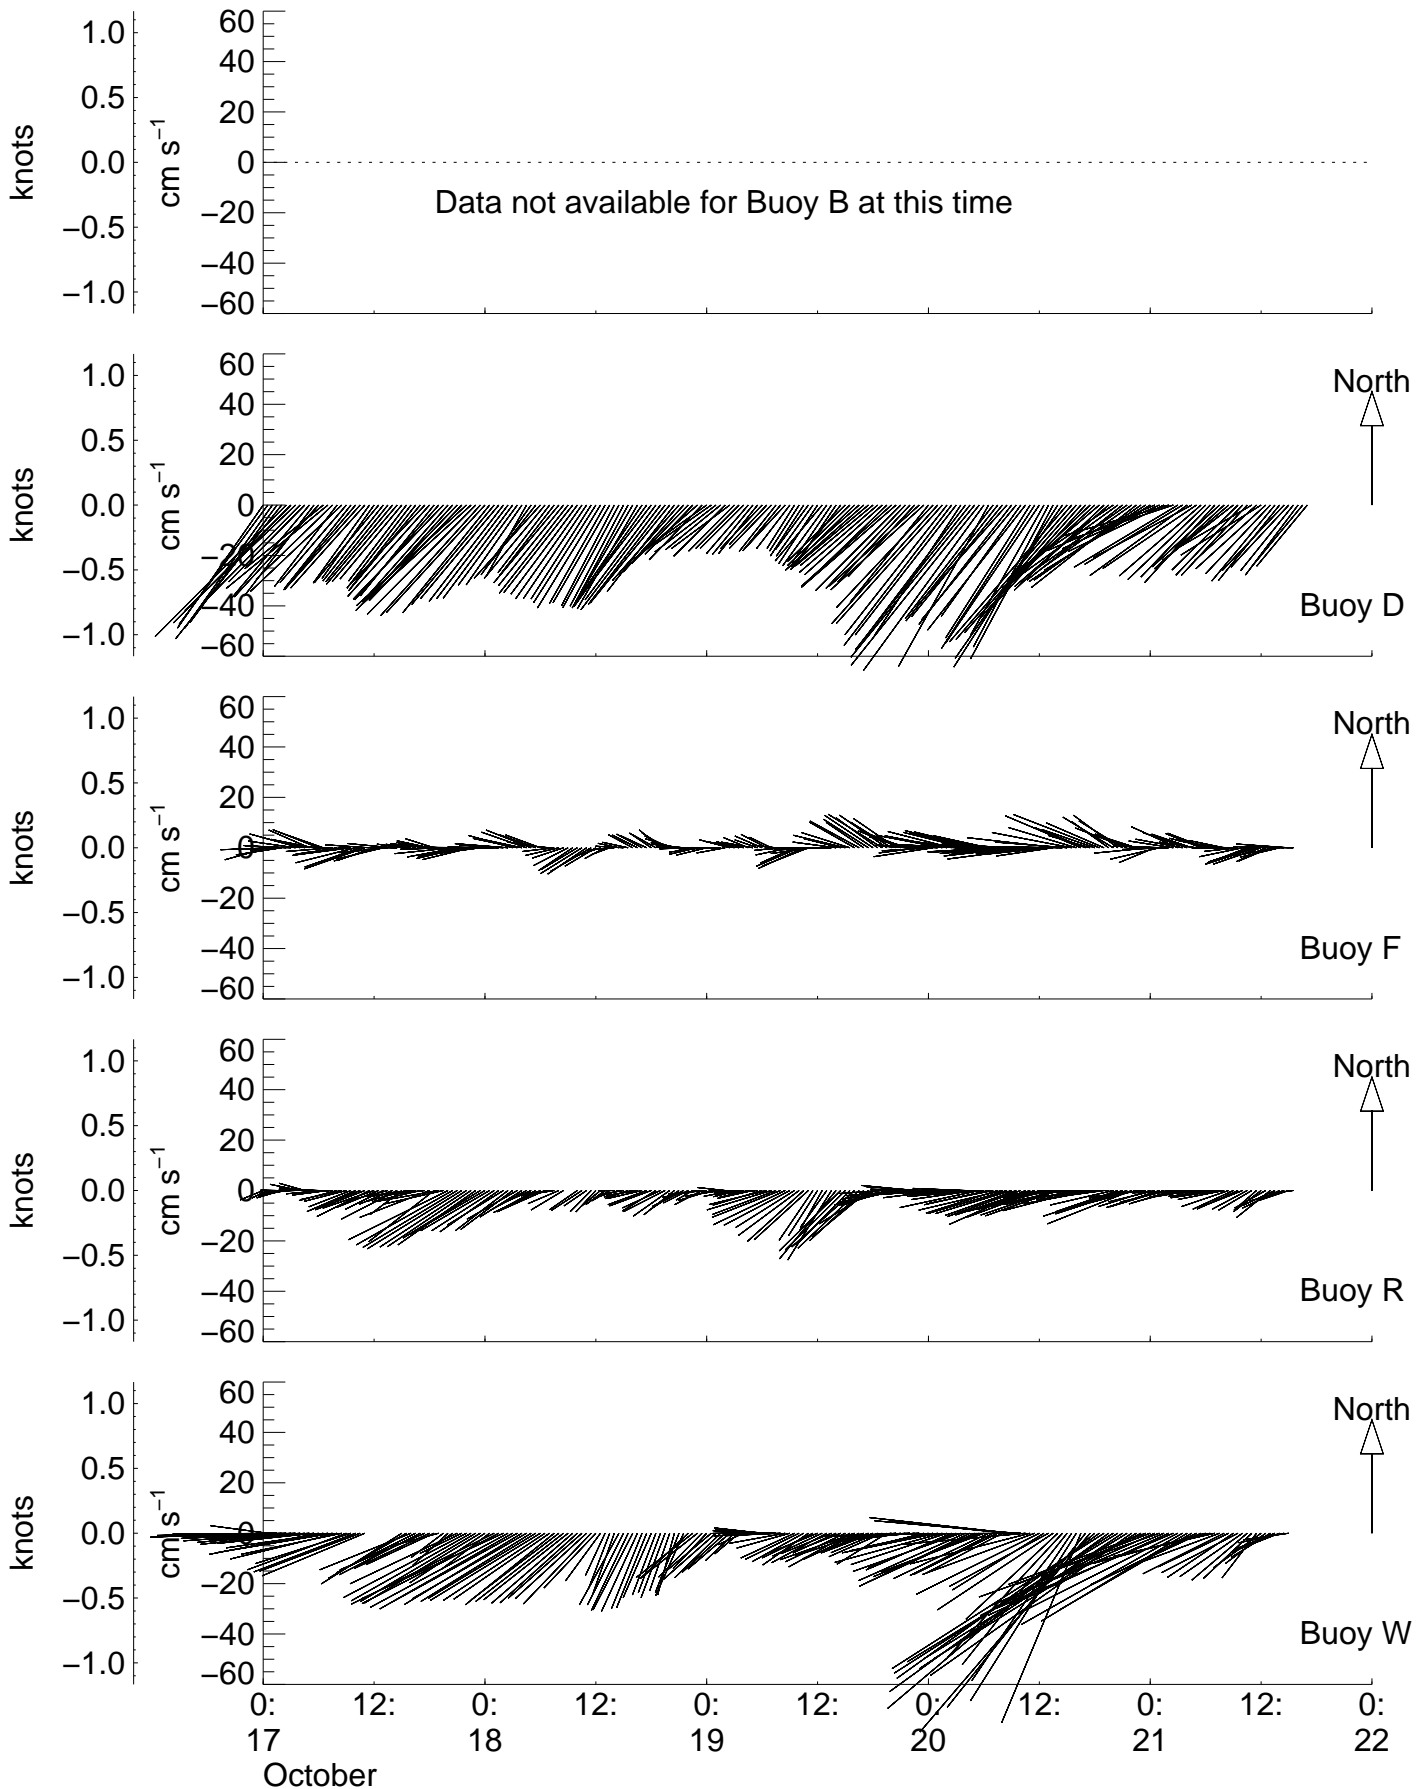 1.0
0.5
0.0
−0.5
−1.0
knots
60
40
20
0
−20
−40
−60
cm s⁻¹
Data not available for Buoy B at this time
1.0
0.5
0.0
−0.5
−1.0
knots
60
40
20
0
−20
−40
−60
cm s⁻¹
North
Buoy D
1.0
0.5
0.0
−0.5
−1.0
knots
60
40
20
0
−20
−40
−60
cm s⁻¹
North
Buoy F
1.0
0.5
0.0
−0.5
−1.0
knots
60
40
20
0
−20
−40
−60
cm s⁻¹
North
Buoy R
1.0
0.5
0.0
−0.5
−1.0
knots
60
40
20
0
−20
−40
−60
cm s⁻¹
North
Buoy W
0: 12: 0: 12: 0: 12: 0: 12: 0: 12: 0:
17 18 19 20 21 22
October